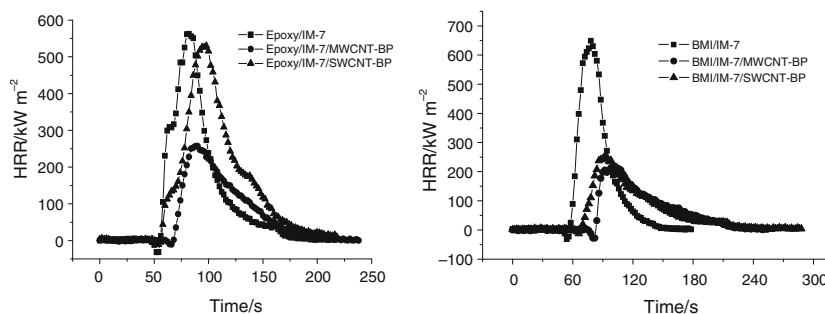 HRR/kW m⁻²
600
500
400
300
200
100
0
Epoxy/IM-7
Epoxy/IM-7/MWCNT-BP
Epoxy/IM-7/SWCNT-BP
0 50 100 150 200 250
Time/s
HRR/kW m⁻²
700
600
500
400
300
200
100
0
−100
BMI/IM-7
BMI/IM-7/MWCNT-BP
BMI/IM-7/SWCNT-BP
0 60 120 180 240 300
Time/s